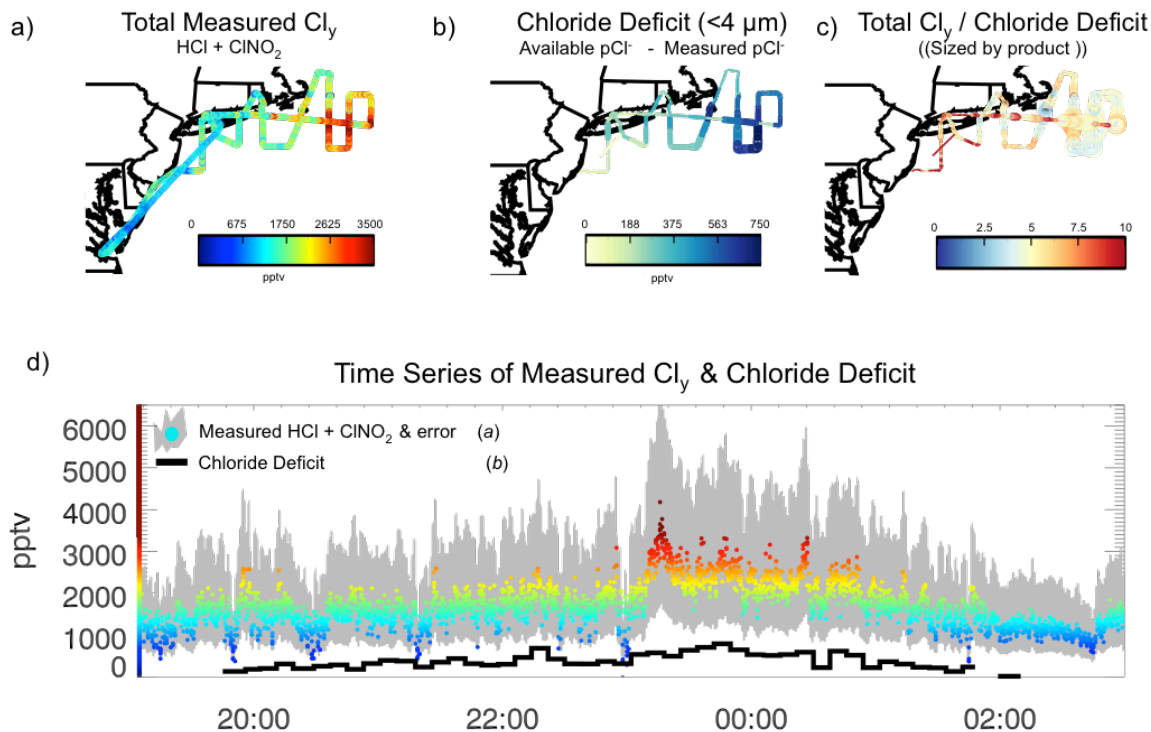 a)
Total Measured Cly
HCl + ClNO2
0 675 1750 2625 3500
pptv
b)
Chloride Deficit (<4 μm)
Available pCl- - Measured pCl-
0 188 375 563 750
pptv
c)
Total Cly / Chloride Deficit
((Sized by product ))
0 2.5 5 7.5 10
d)
Time Series of Measured Cly & Chloride Deficit
Measured HCl + ClNO2 & error (a)
Chloride Deficit (b)
pptv
6000
5000
4000
3000
2000
1000
0
20:00 22:00 00:00 02:00